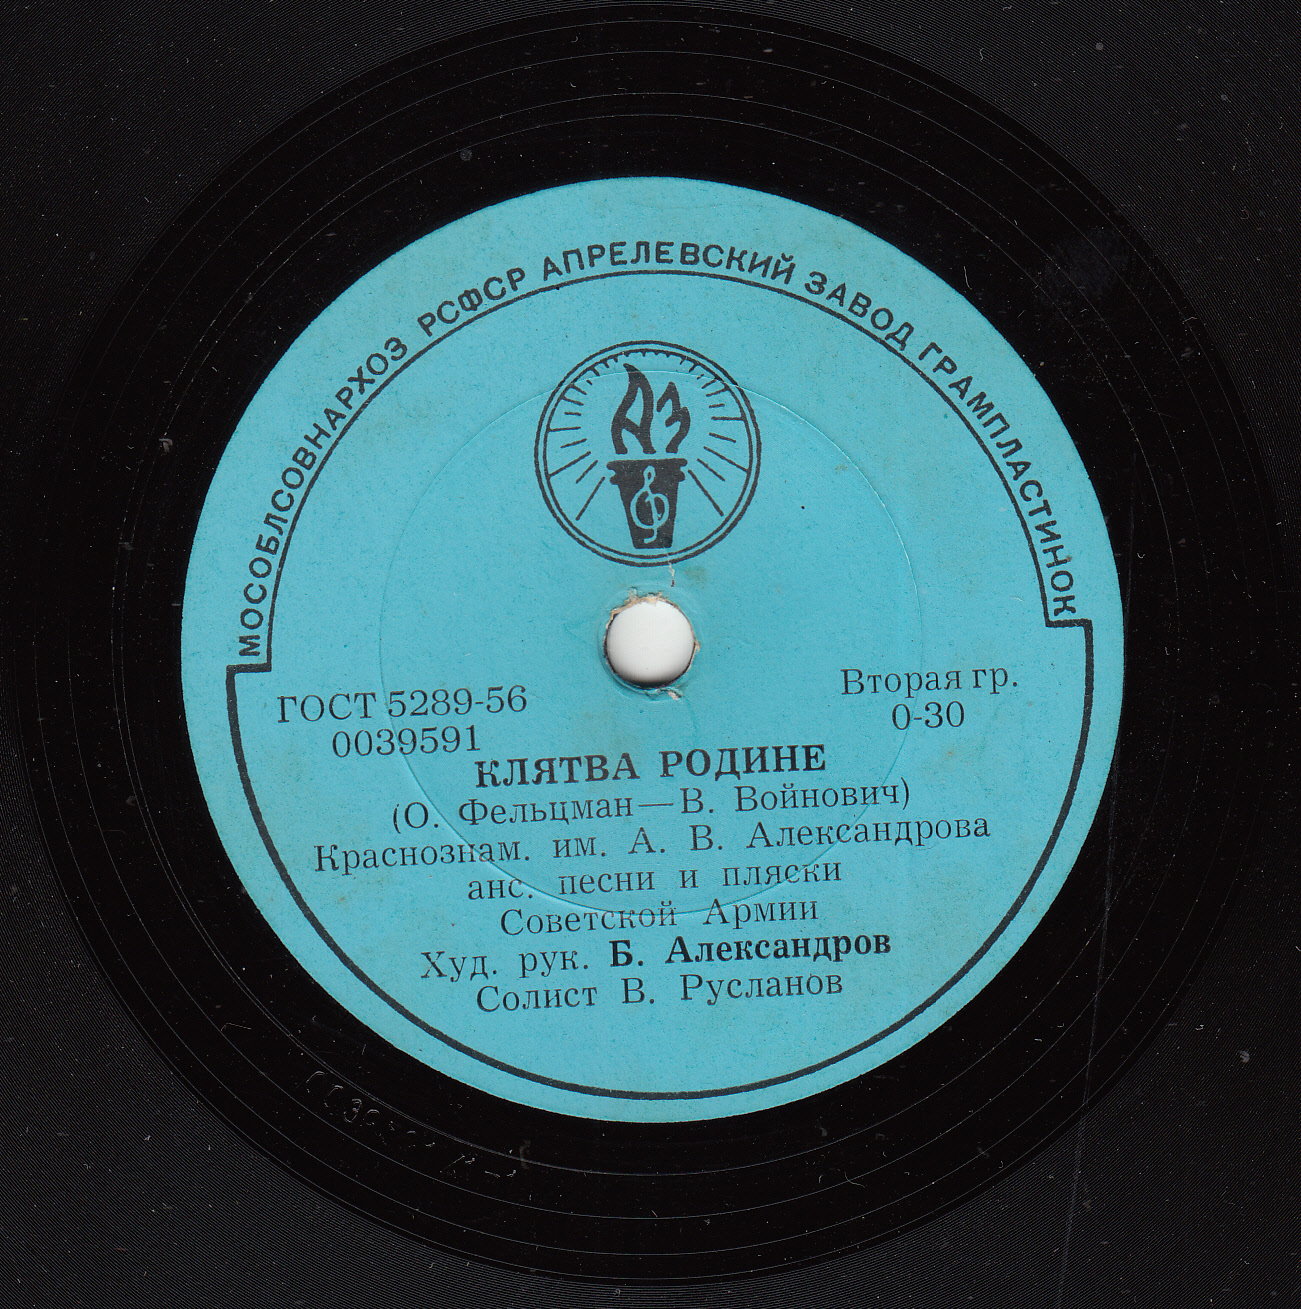 МОСОБЛСОВНАРХОЗ РСФСР АПРЕЛЕВСКИЙ ЗАВОД ГРАМПЛАСТИНОК
АЗ
ГОСТ 5289-56
0039591
Вторая гр.
0-30
КЛЯТВА РОДИНЕ
(О. Фельцман — В. Войнович)
Краснознам. им. А. В. Александрова
анс. песни и пляски
Советской Армии
Худ. рук. Б. Александров
Солист В. Русланов